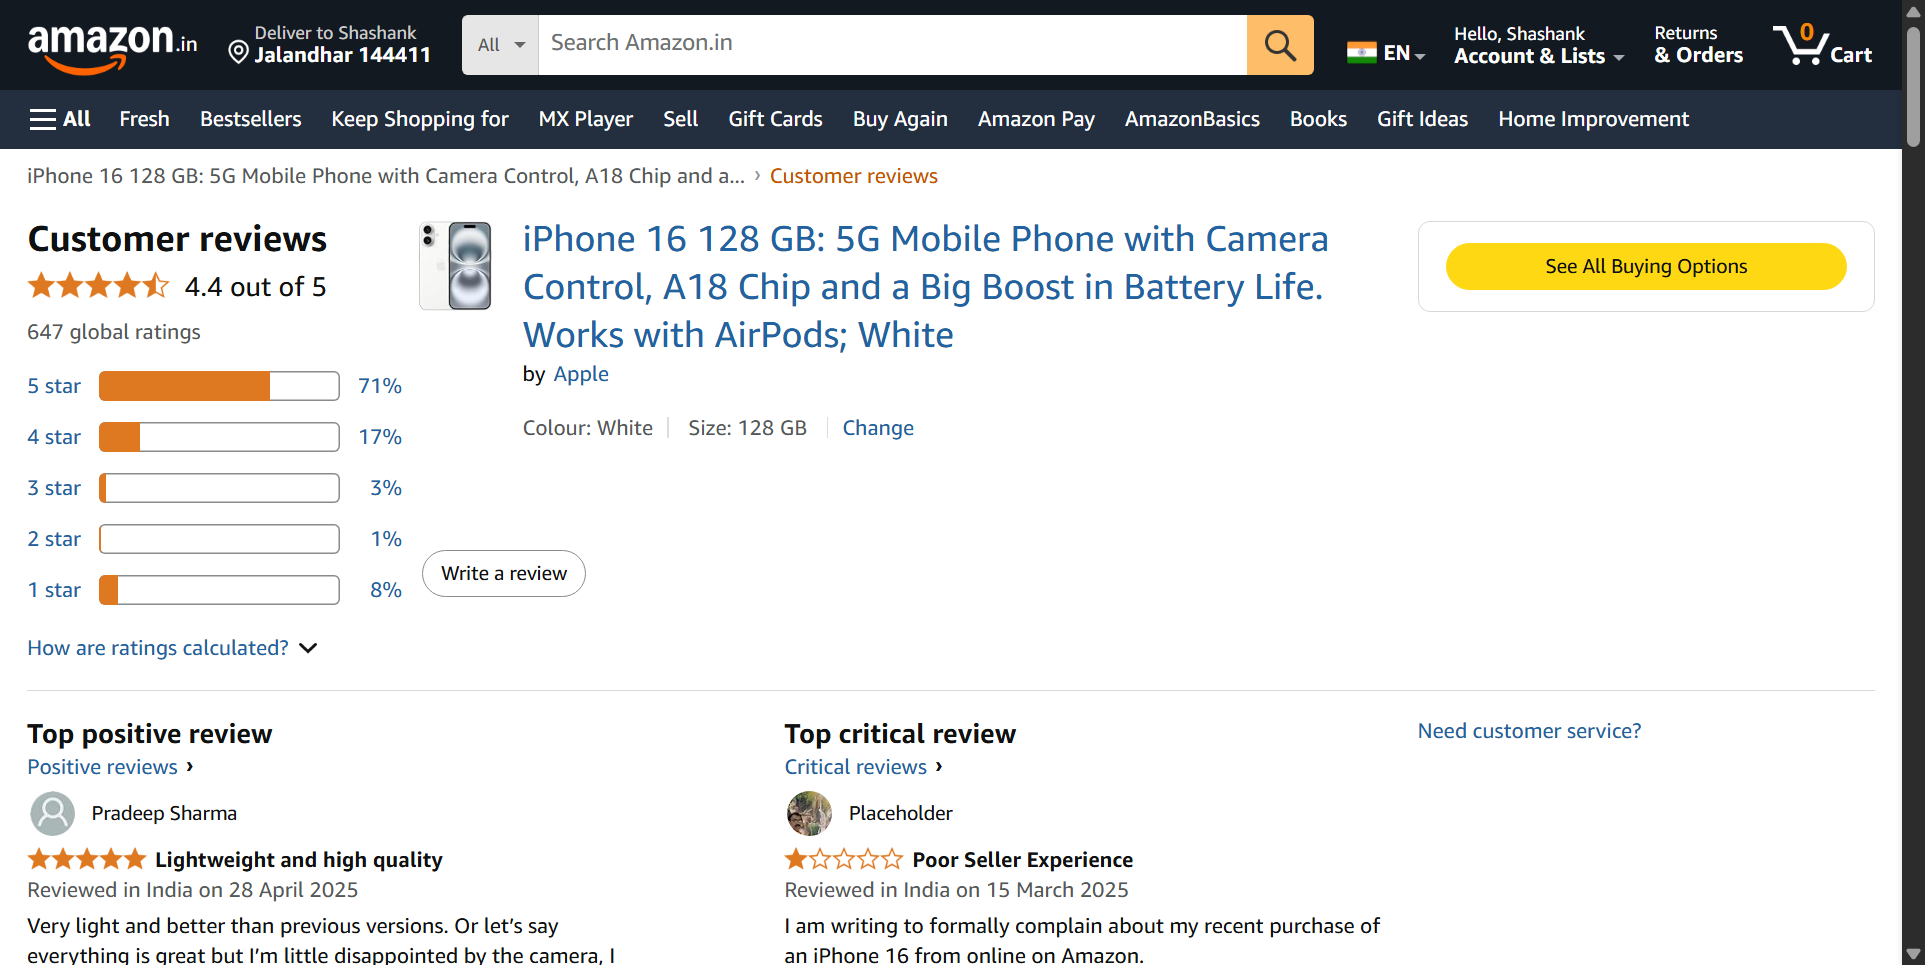 amazon.in
Deliver to Shashank
Jalandhar 144411
All
Search Amazon.in
EN
Hello, Shashank
Account & Lists
Returns
& Orders
0
Cart
All Fresh Bestsellers Keep Shopping for MX Player Sell Gift Cards Buy Again Amazon Pay AmazonBasics Books Gift Ideas Home Improvement
iPhone 16 128 GB: 5G Mobile Phone with Camera Control, A18 Chip and a... › Customer reviews
Customer reviews
4.4 out of 5
647 global ratings
5 star 71%
4 star 17%
3 star 3%
2 star 1%
1 star 8%
How are ratings calculated?
iPhone 16 128 GB: 5G Mobile Phone with Camera
Control, A18 Chip and a Big Boost in Battery Life.
Works with AirPods; White
by Apple
Colour: White | Size: 128 GB | Change
Write a review
See All Buying Options
Top positive review
Positive reviews ›
Pradeep Sharma
Lightweight and high quality
Reviewed in India on 28 April 2025
Very light and better than previous versions. Or let’s say
everything is great but I’m little disappointed by the camera, I
Top critical review
Critical reviews ›
Placeholder
Poor Seller Experience
Reviewed in India on 15 March 2025
I am writing to formally complain about my recent purchase of
an iPhone 16 from online on Amazon.
Need customer service?